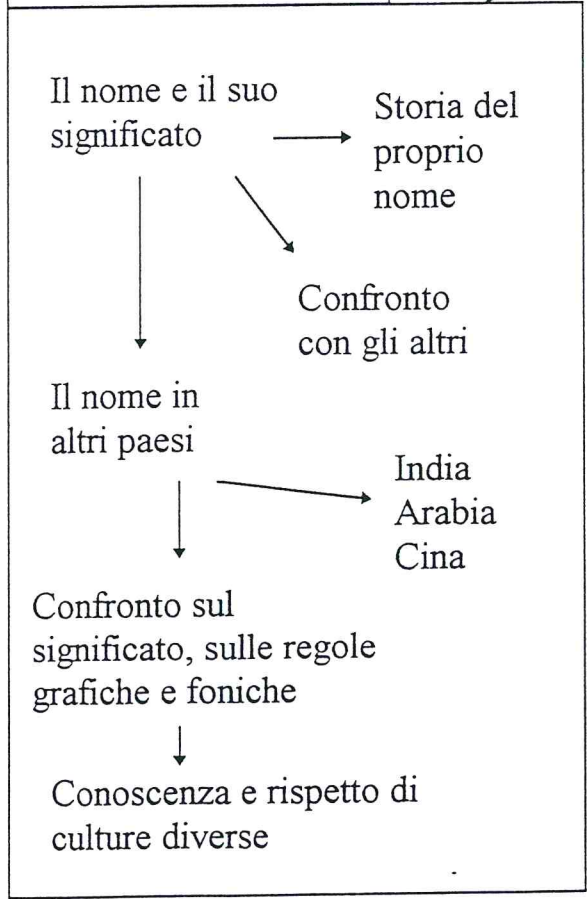 Il nome e il suo
significato
Storia del
proprio
nome
Confronto
con gli altri
Il nome in
altri paesi
India
Arabia
Cina
Confronto sul
significato, sulle regole
grafiche e foniche
Conoscenza e rispetto di
culture diverse